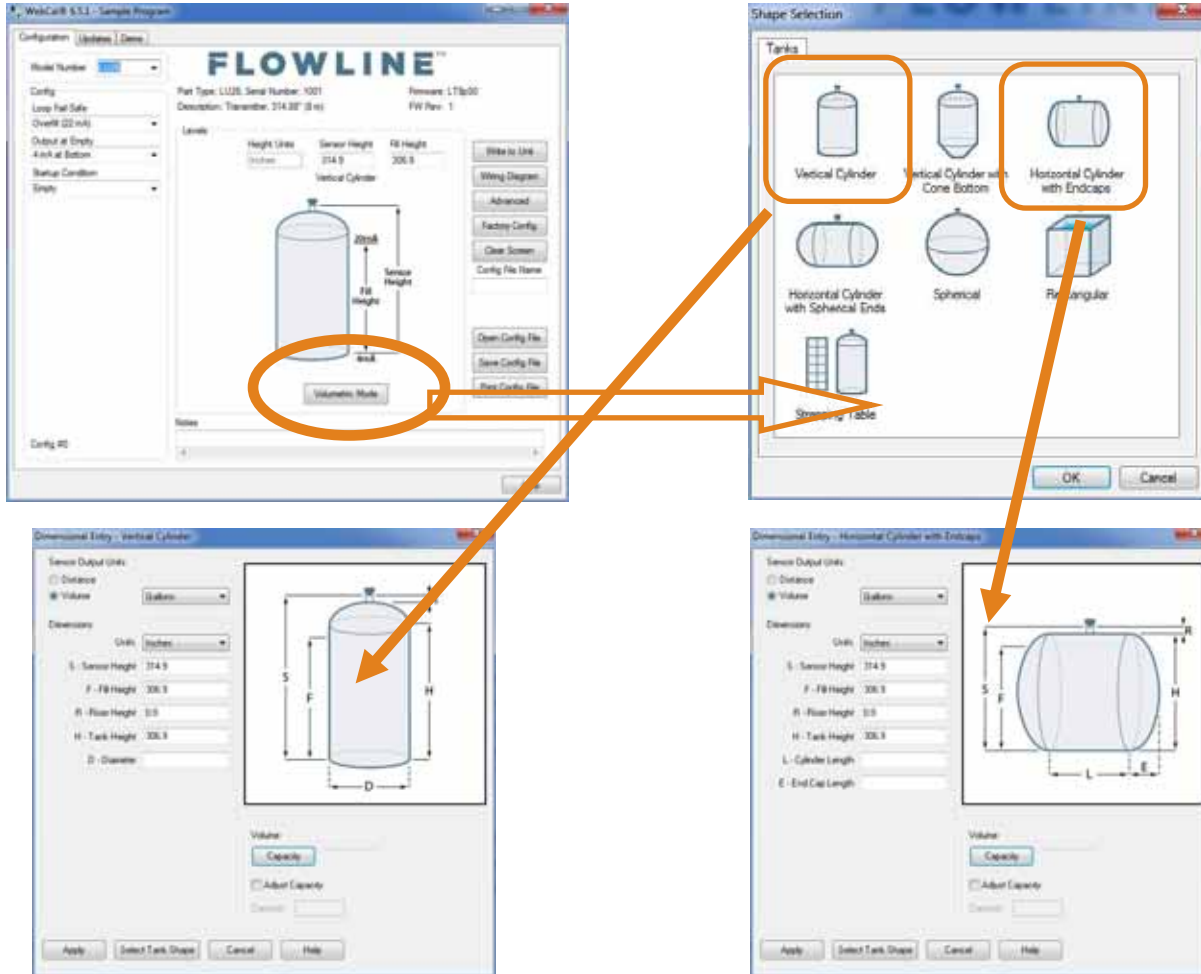 WebCal® 6.3.1 - Sample Program
Configuration Updates Demo
Model Number LU28
FLOWLINE™
Part Type: LU28, Serial Number: 1001
Description: Transmitter, 314.88" (8 m)
FW Rev: 1
Config
Loop Fail Safe
Overfill (22 mA)
Output at Empty
4 mA at Bottom
Startup Condition
Empty
Levels
Height Units Sensor Height Fill Height
Inches 314.9 306.9
Vertical Cylinder
20mA
Fill Height
Sensor Height
4mA
Volumetric Mode
Write to Unit
Wiring Diagram
Advanced
Factory Config
Clear Screen
Config File Name
Open Config File
Save Config File
Print Config File
Notes
Config #0
Shape Selection
Tanks
Vertical Cylinder
Vertical Cylinder with Cone Bottom
Horizontal Cylinder with Endcaps
Horizontal Cylinder with Spherical Ends
Spherical
Rectangular
Strapping Table
OK Cancel
Dimensional Entry - Vertical Cylinder
Sensor Output Units
Distance
Volume Gallons
Dimensions
Units Inches
S - Sensor Height 314.9
F - Fill Height 306.9
R - Riser Height
H - Tank Height 306.9
D - Diameter
S
F
H
D
Volume
Capacity
Adjust Capacity
Apply Select Tank Shape Cancel Help
Dimensional Entry - Horizontal Cylinder with Endcaps
Sensor Output Units
Distance
Volume Gallons
Dimensions
Units Inches
S - Sensor Height 314.9
F - Fill Height 306.9
R - Riser Height
H - Tank Height 306.9
L - Cylinder Length
E - End Cap Length
R
S
F
H
L
E
Volume
Capacity
Adjust Capacity
Apply Select Tank Shape Cancel Help